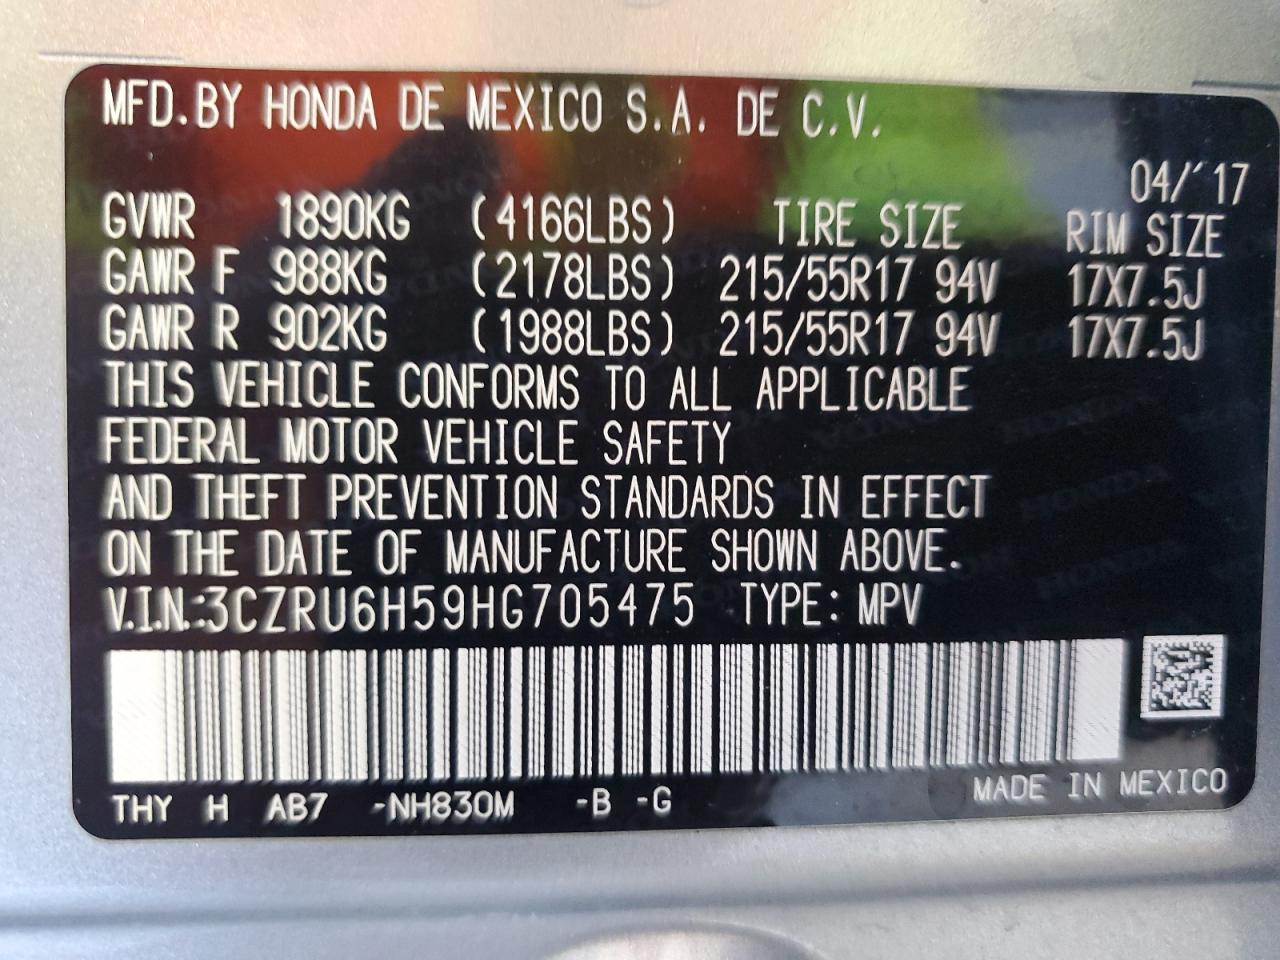 MFD.BY HONDA DE MEXICO S.A. DE C.V.
04/'17
GVWR 1890KG (4166LBS) TIRE SIZE RIM SIZE
GAWR F 988KG (2178LBS) 215/55R17 94V 17X7.5J
GAWR R 902KG (1988LBS) 215/55R17 94V 17X7.5J
THIS VEHICLE CONFORMS TO ALL APPLICABLE
FEDERAL MOTOR VEHICLE SAFETY
AND THEFT PREVENTION STANDARDS IN EFFECT
ON THE DATE OF MANUFACTURE SHOWN ABOVE.
V.I.N.:3CZRU6H59HG705475 TYPE: MPV
THY H AB7 -NH830M -B -G MADE IN MEXICO